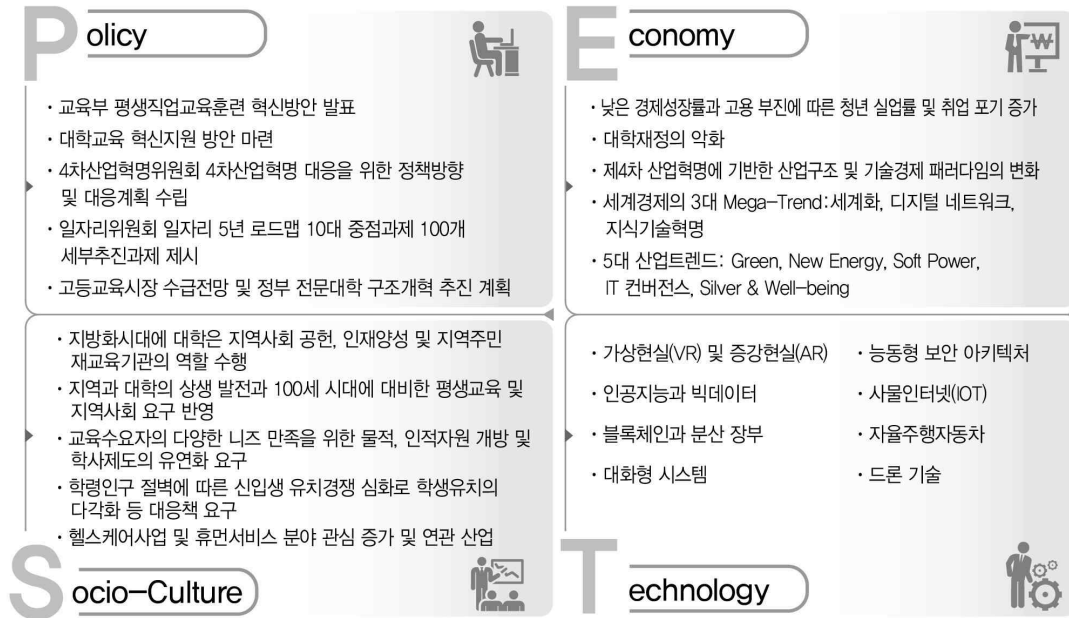 Policy
· 교육부 평생직업교육훈련 혁신방안 발표
· 대학교육 혁신지원 방안 마련
· 4차산업혁명위원회 4차산업혁명 대응을 위한 정책방향
및 대응계획 수립
· 일자리위원회 일자리 5년 로드맵 10대 중점과제 100개
세부추진과제 제시
· 고등교육시장 수급전망 및 정부 전문대학 구조개혁 추진 계획
Economy
₩
· 낮은 경제성장률과 고용 부진에 따른 청년 실업률 및 취업 포기 증가
· 대학재정의 악화
· 제4차 산업혁명에 기반한 산업구조 및 기술경제 패러다임의 변화
· 세계경제의 3대 Mega-Trend:세계화, 디지털 네트워크,
지식기술혁명
· 5대 산업트렌드: Green, New Energy, Soft Power,
IT 컨버전스, Silver & Well-being
· 지방화시대에 대학은 지역사회 공헌, 인재양성 및 지역주민
재교육기관의 역할 수행
· 지역과 대학의 상생 발전과 100세 시대에 대비한 평생교육 및
지역사회 요구 반영
· 교육수요자의 다양한 니즈 만족을 위한 물적, 인적자원 개방 및
학사제도의 유연화 요구
· 학령인구 절벽에 따른 신입생 유치경쟁 심화로 학생유치의
다각화 등 대응책 요구
· 헬스케어사업 및 휴먼서비스 분야 관심 증가 및 연관 산업
Socio-Culture
· 가상현실(VR) 및 증강현실(AR)
· 인공지능과 빅데이터
· 블록체인과 분산 장부
· 대화형 시스템
· 능동형 보안 아키텍처
· 사물인터넷(IOT)
· 자율주행자동차
· 드론 기술
Technology